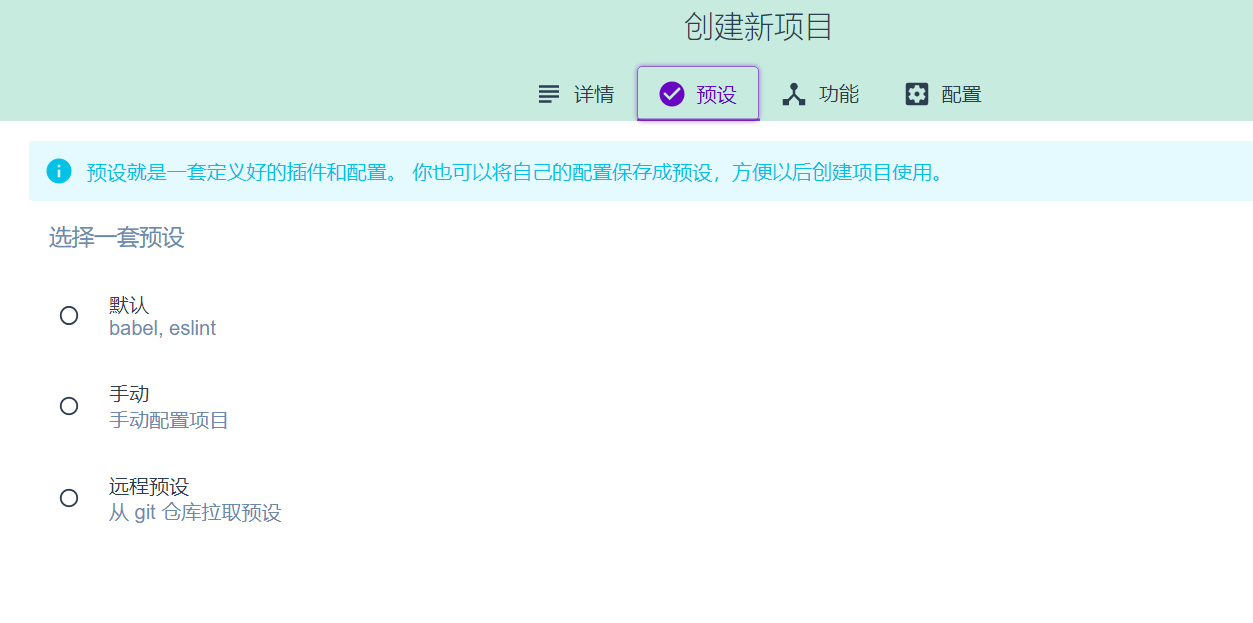 创建新项目
详情 预设 功能 配置
预设就是一套定义好的插件和配置。 你也可以将自己的配置保存成预设，方便以后创建项目使用。
选择一套预设
默认
babel, eslint
手动
手动配置项目
远程预设
从 git 仓库拉取预设